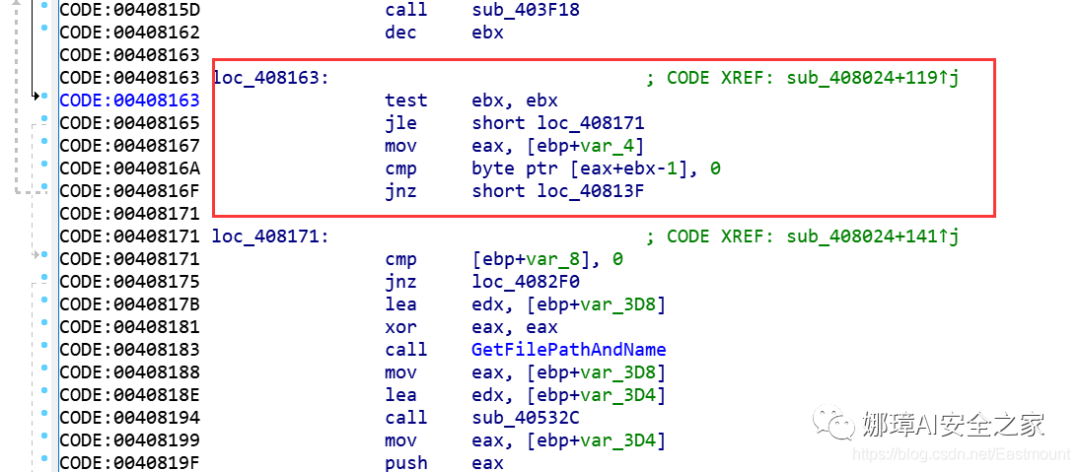 CODE:0040815D call sub_403F18
CODE:00408162 dec ebx
CODE:00408163
CODE:00408163 loc_408163: ; CODE XREF: sub_408024+119↑j
CODE:00408163 test ebx, ebx
CODE:00408165 jle short loc_408171
CODE:00408167 mov eax, [ebp+var_4]
CODE:0040816A cmp byte ptr [eax+ebx-1], 0
CODE:0040816F jnz short loc_40813F
CODE:00408171
CODE:00408171 loc_408171: ; CODE XREF: sub_408024+141↑j
CODE:00408171 cmp [ebp+var_8], 0
CODE:00408175 jnz loc_4082F0
CODE:0040817B lea edx, [ebp+var_3D8]
CODE:00408181 xor eax, eax
CODE:00408183 call GetFilePathAndName
CODE:00408188 mov eax, [ebp+var_3D8]
CODE:0040818E lea edx, [ebp+var_3D4]
CODE:00408194 call sub_40532C
CODE:00408199 mov eax, [ebp+var_3D4]
CODE:0040819F push eax
娜璋AI安全之家
https://blog.csdn.net/Eastmount